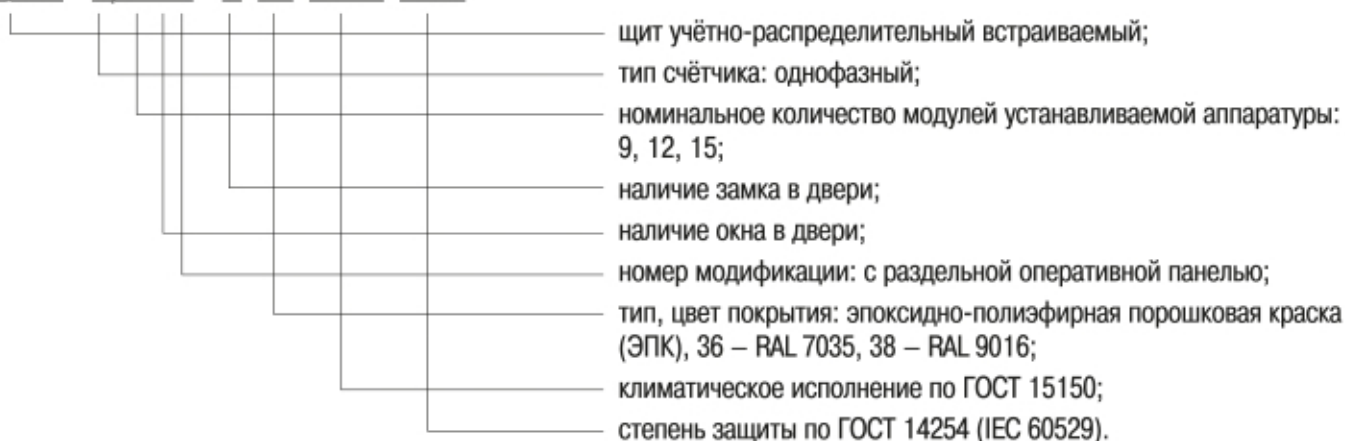 щит учётно-распределительный встраиваемый;
тип счётчика: однофазный;
номинальное количество модулей устанавливаемой аппаратуры:
9, 12, 15;
наличие замка в двери;
наличие окна в двери;
номер модификации: с раздельной оперативной панелью;
тип, цвет покрытия: эпоксидно-полиэфирная порошковая краска
(ЭПК), 36 – RAL 7035, 38 – RAL 9016;
климатическое исполнение по ГОСТ 15150;
степень защиты по ГОСТ 14254 (IEC 60529).